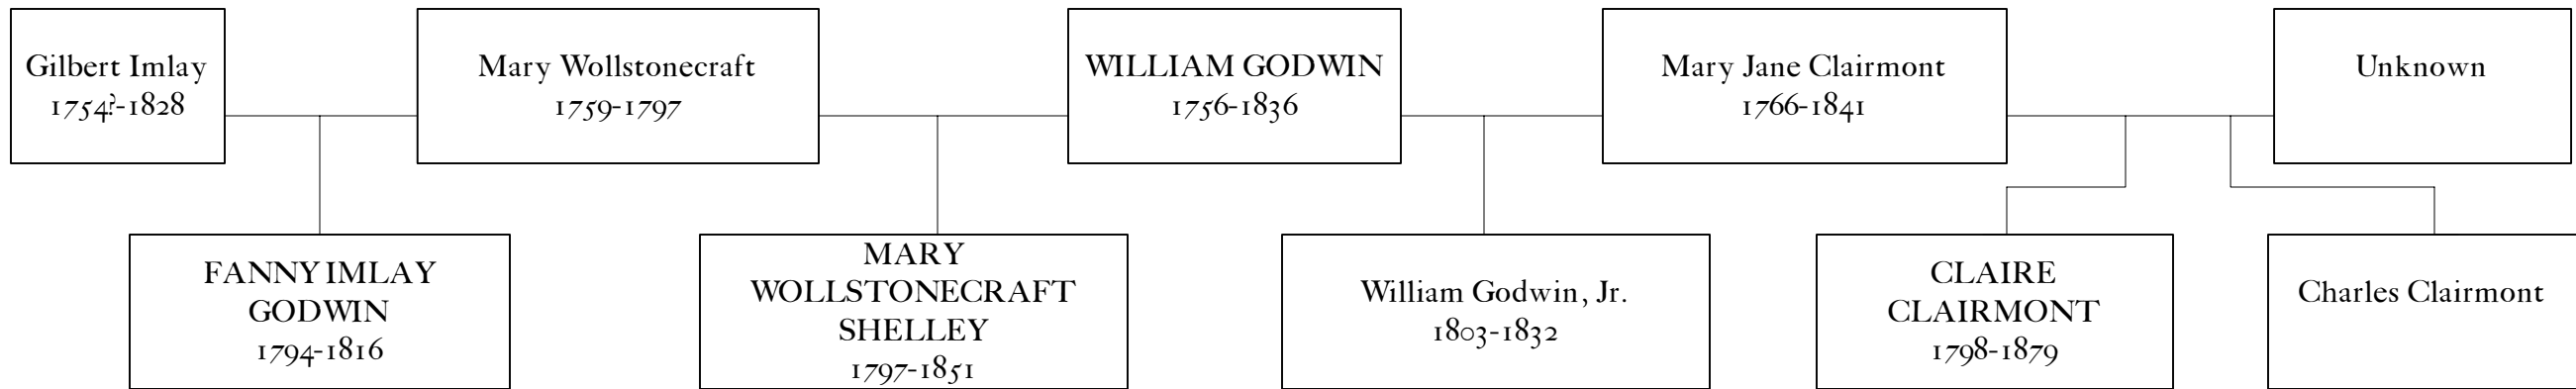 Gilbert Imlay
1754?-1828
Mary Wollstonecraft
1759-1797
WILLIAM GODWIN
1756-1836
Mary Jane Clairmont
1766-1841
Unknown
FANNY IMLAY
GODWIN
1794-1816
MARY
WOLLSTONECRAFT
SHELLEY
1797-1851
William Godwin, Jr.
1803-1832
CLAIRE
CLAIRMONT
1798-1879
Charles Clairmont